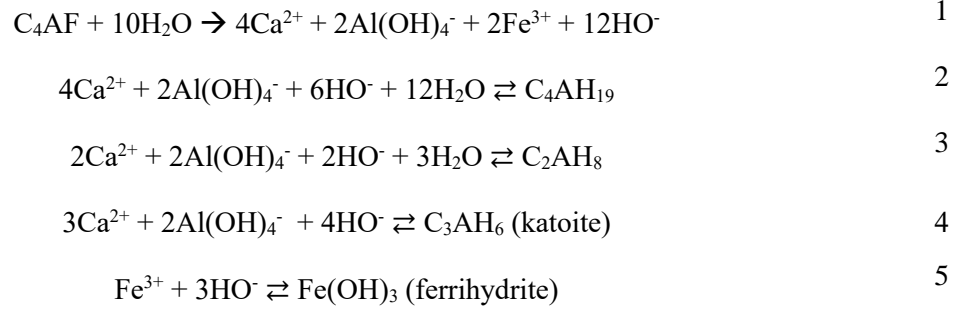 C₄AF + 10H₂O → 4Ca²⁺ + 2Al(OH)₄⁻ + 2Fe³⁺ + 12HO⁻ 1
4Ca²⁺ + 2Al(OH)₄⁻ + 6HO⁻ + 12H₂O ⇄ C₄AH₁₉ 2
2Ca²⁺ + 2Al(OH)₄⁻ + 2HO⁻ + 3H₂O ⇄ C₂AH₈ 3
3Ca²⁺ + 2Al(OH)₄⁻ + 4HO⁻ ⇄ C₃AH₆ (katoite) 4
Fe³⁺ + 3HO⁻ ⇄ Fe(OH)₃ (ferrihydrite) 5